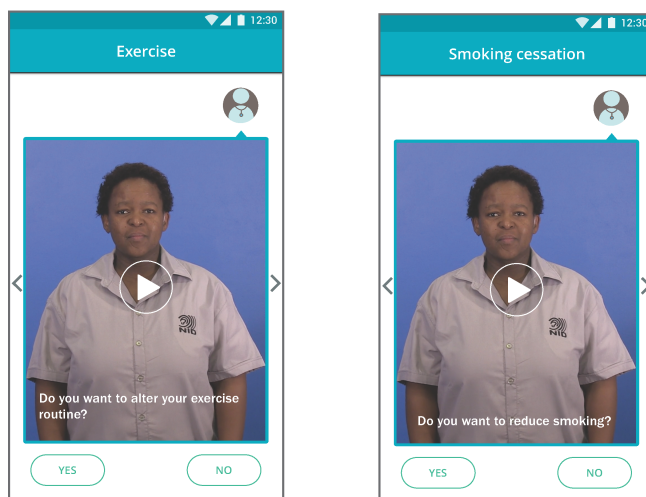 12:30
Exercise
NID
Do you want to alter your exercise
routine?
YES NO
12:30
Smoking cessation
NID
Do you want to reduce smoking?
YES NO